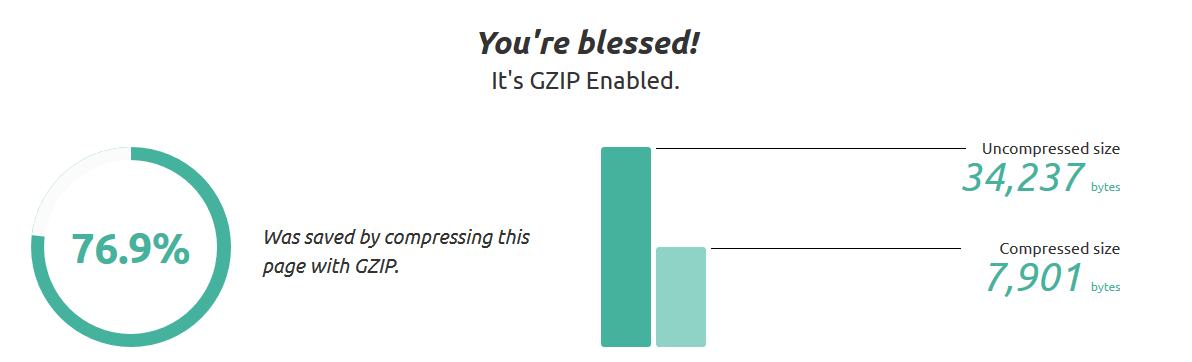 You're blessed!
It's GZIP Enabled.
76.9%
Was saved by compressing this
page with GZIP.
Uncompressed size
34,237 bytes
Compressed size
7,901 bytes